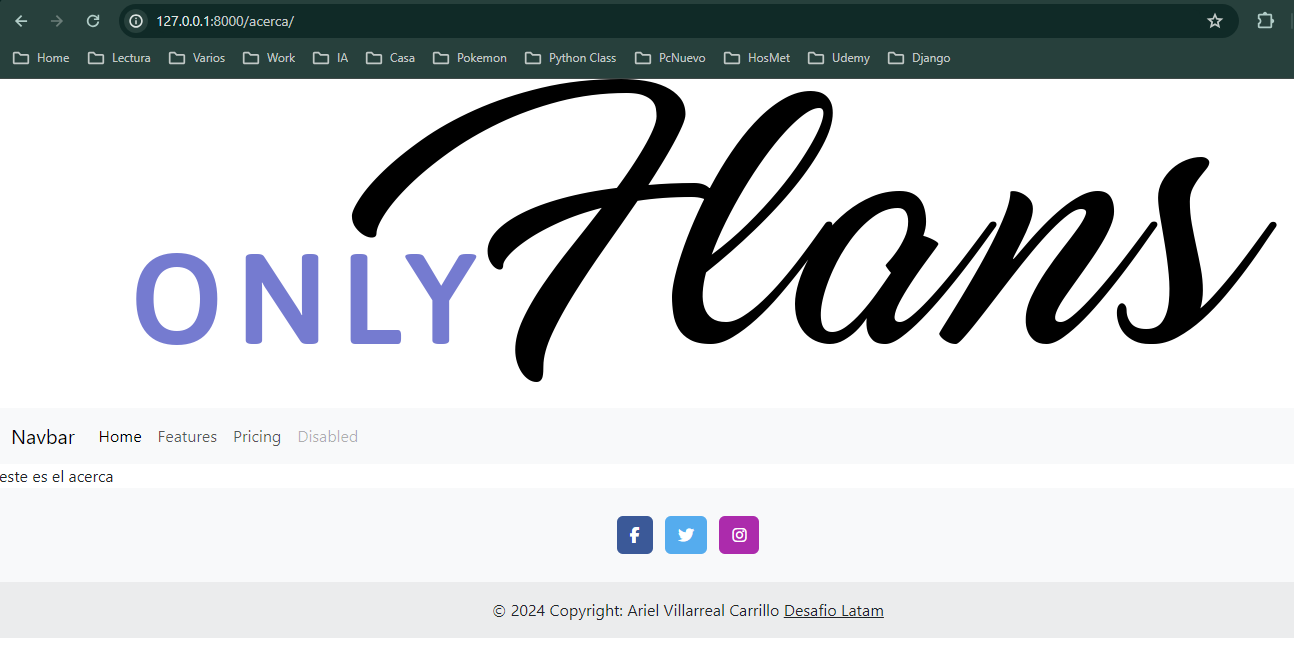 127.0.0.1:8000/acerca/
Home Lectura Varios Work IA Casa Pokemon Python Class PcNuevo HosMet Udemy Django
ONLY Flans
Navbar Home Features Pricing Disabled
este es el acerca
© 2024 Copyright: Ariel Villarreal Carrillo Desafio Latam